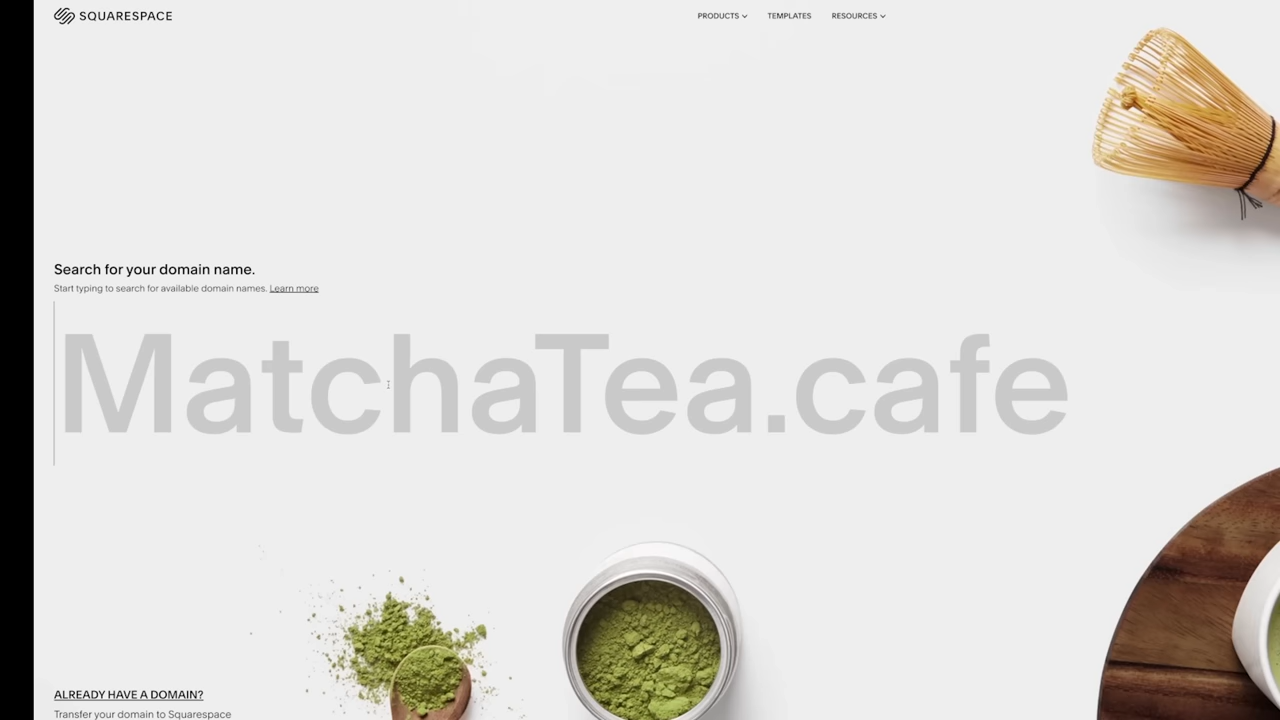 SQUARESPACE
PRODUCTS TEMPLATES RESOURCES
Search for your domain name.
Start typing to search for available domain names. Learn more
MatchaTea.cafe
ALREADY HAVE A DOMAIN?
Transfer your domain to Squarespace